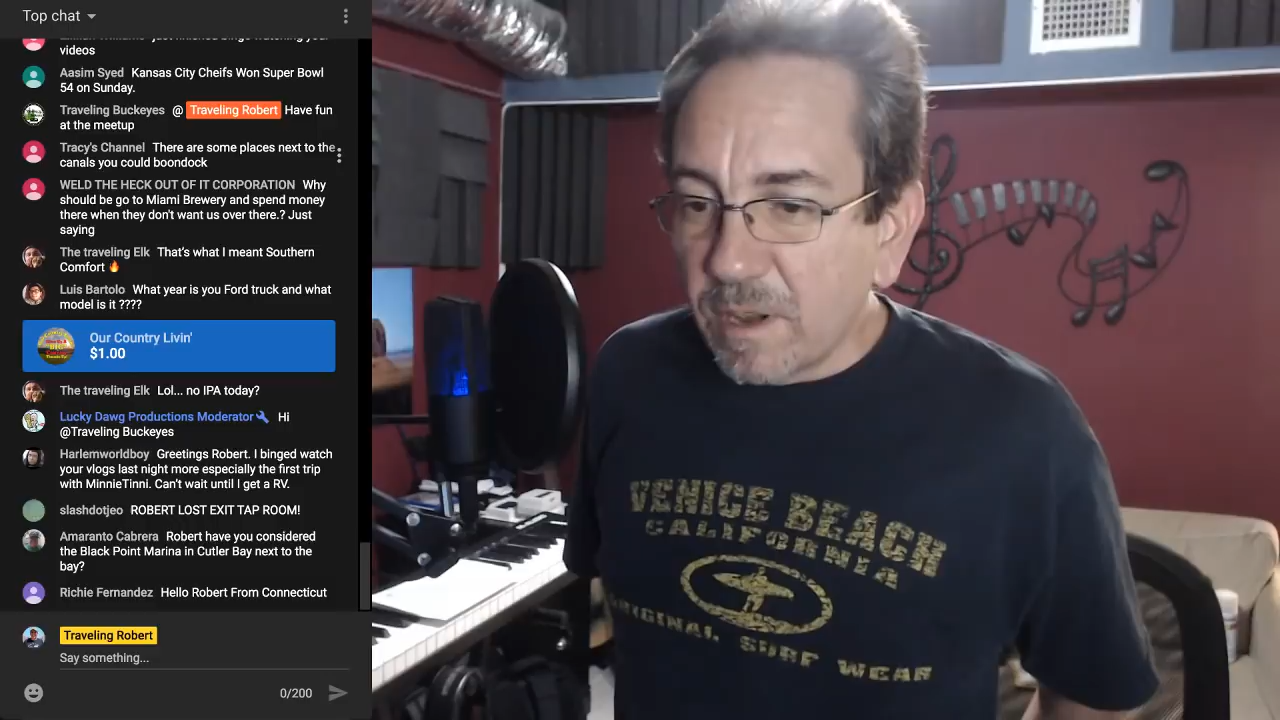 Top chat
just finished binge watching your
videos
Aasim Syed Kansas City Cheifs Won Super Bowl
54 on Sunday.
Traveling Buckeyes @ Traveling Robert Have fun
at the meetup
Tracy's Channel There are some places next to the
canals you could boondock
WELD THE HECK OUT OF IT CORPORATION Why
should be go to Miami Brewery and spend money
there when they don't want us over there.? Just
saying
The traveling Elk That's what I meant Southern
Comfort 🔥
Luis Bartolo What year is you Ford truck and what
model is it ????
Our Country Livin'
$1.00
The traveling Elk Lol... no IPA today?
Lucky Dawg Productions Moderator Hi
@Traveling Buckeyes
Harlemworldboy Greetings Robert. I binged watch
your vlogs last night more especially the first trip
with MinnieTinni. Can't wait until I get a RV.
slashdotjeo ROBERT LOST EXIT TAP ROOM!
Amaranto Cabrera Robert have you considered
the Black Point Marina in Cutler Bay next to the
bay?
Richie Fernandez Hello Robert From Connecticut
Traveling Robert
Say something...
0/200
VENICE BEACH
CALIFORNIA
ORIGINAL SURF WEAR